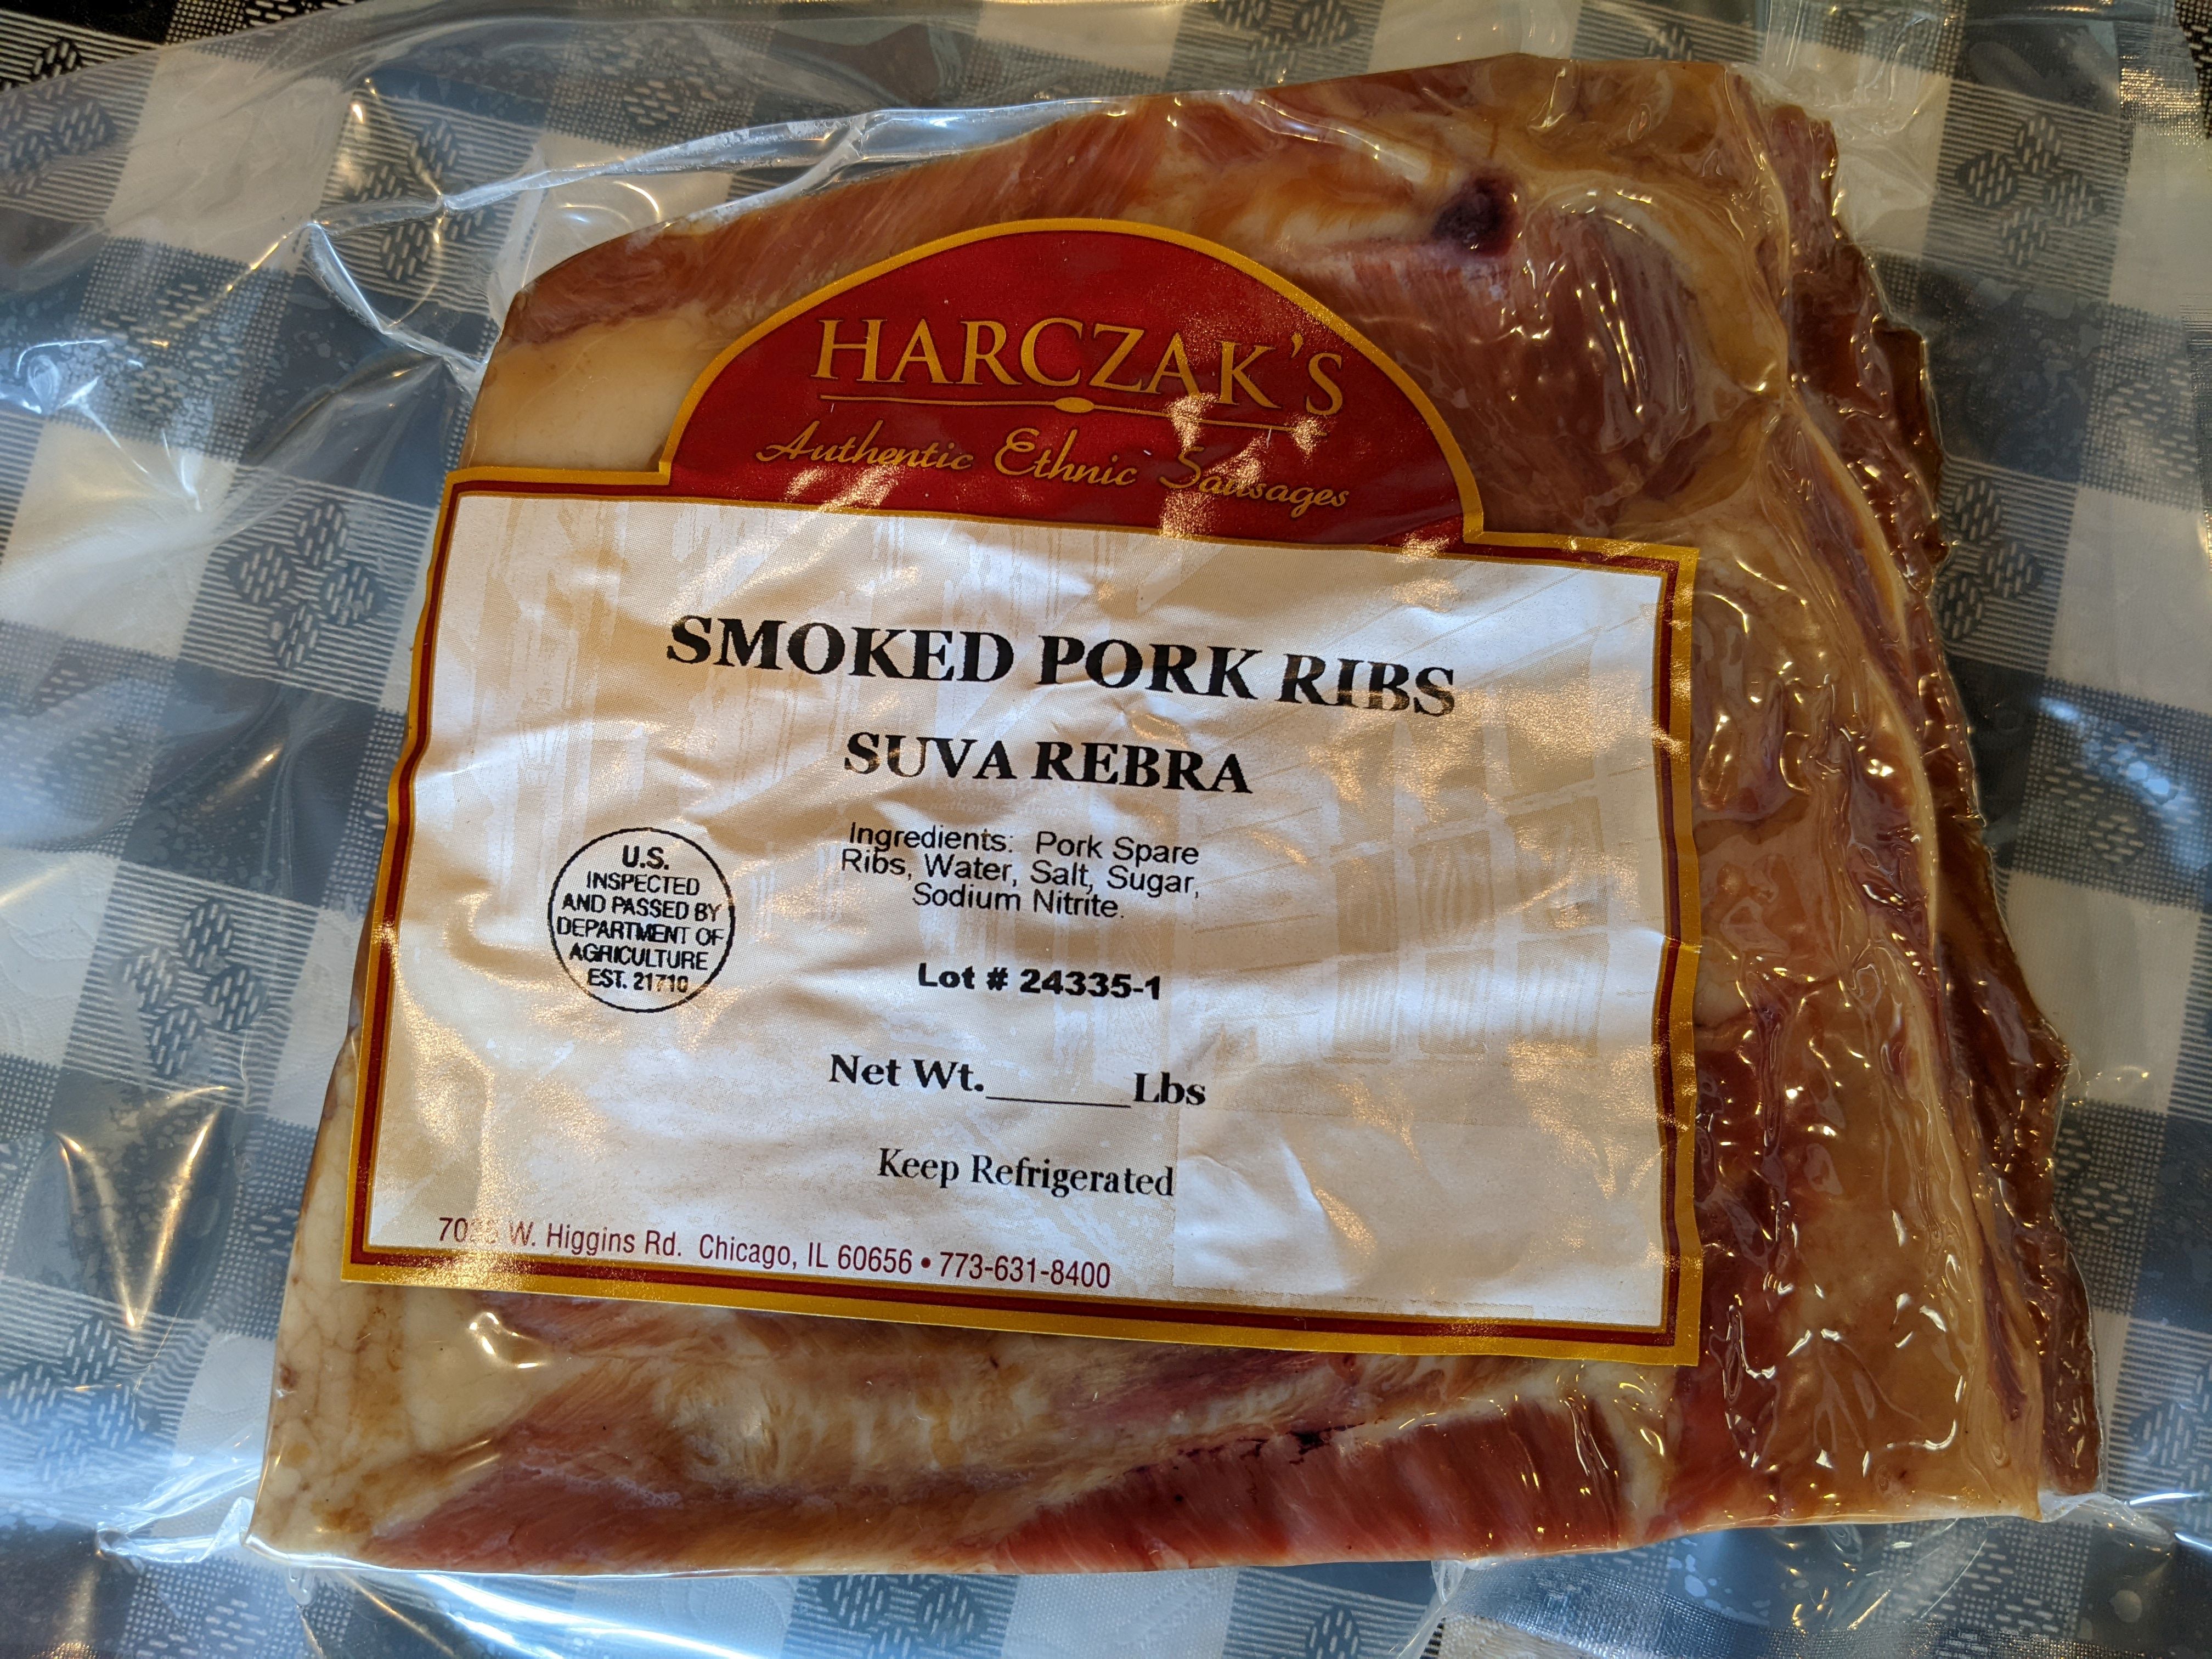 HARCZAK'S
Authentic Ethnic Sausages
SMOKED PORK RIBS
SUVA REBRA
Ingredients: Pork Spare
Ribs, Water, Salt, Sugar,
Sodium Nitrite.
U.S.
INSPECTED
AND PASSED BY
DEPARTMENT OF
AGRICULTURE
EST. 21710
Lot # 24335-1
Net Wt.______Lbs
Keep Refrigerated
W. Higgins Rd. Chicago, IL 60656 • 773-631-8400